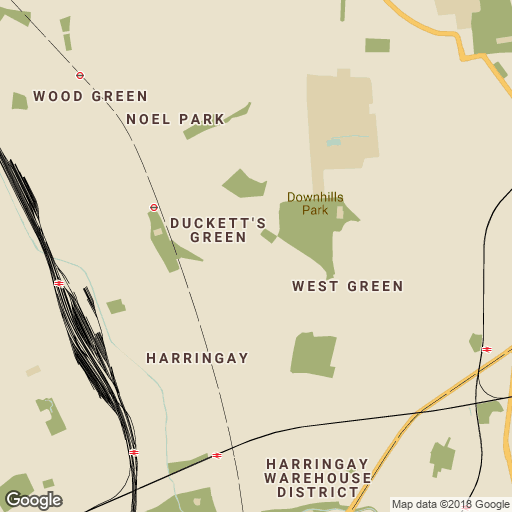 WOOD GREEN
NOEL PARK
Downhills
Park
DUCKETT'S
GREEN
WEST GREEN
HARRINGAY
HARRINGAY
WAREHOUSE
DISTRICT
Google
Map data ©2018 Google